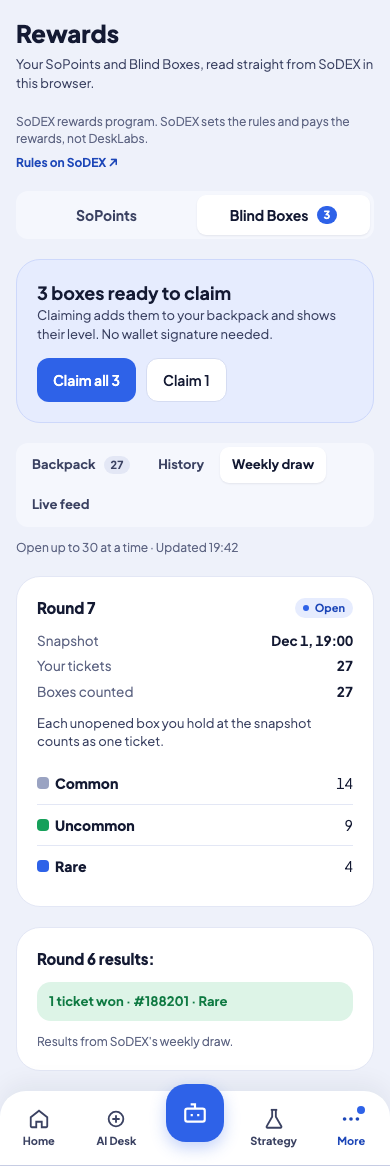 Rewards
Your SoPoints and Blind Boxes, read straight from SoDEX in
this browser.
SoDEX rewards program. SoDEX sets the rules and pays the
rewards, not DeskLabs.
Rules on SoDEX ↗
SoPoints
Blind Boxes 3
3 boxes ready to claim
Claiming adds them to your backpack and shows
their level. No wallet signature needed.
Claim all 3
Claim 1
Backpack 27
History
Weekly draw
Live feed
Open up to 30 at a time · Updated 19:42
Round 7
Open
Snapshot Dec 1, 19:00
Your tickets 27
Boxes counted 27
Each unopened box you hold at the snapshot
counts as one ticket.
Common 14
Uncommon 9
Rare 4
Round 6 results:
1 ticket won · #188201 · Rare
Results from SoDEX's weekly draw.
Home
AI Desk
Strategy
More